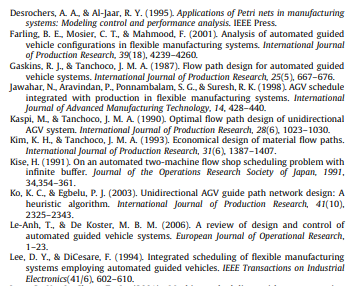 Desrochers, A. A., & Al-Jaar, R. Y. (1995). Applications of Petri nets in manufacturing
systems: Modeling control and performance analysis. IEEE Press.
Farling, B. E., Mosier, C. T., & Mahmood, F. (2001). Analysis of automated guided
vehicle configurations in flexible manufacturing systems. International Journal
of Production Research, 39(18), 4239–4260.
Gaskins, R. J., & Tanchoco, J. M. A. (1987). Flow path design for automated guided
vehicle systems. International Journal of Production Research, 25(5), 667–676.
Jawahar, N., Aravindan, P., Ponnambalam, S. G., & Suresh, R. K. (1998). AGV schedule
integrated with production in flexible manufacturing systems. International
Journal of Advanced Manufacturing Technology, 14, 428–440.
Kaspi, M., & Tanchoco, J. M. A. (1990). Optimal flow path design of unidirectional
AGV system. International Journal of Production Research, 28(6), 1023–1030.
Kim, K. H., & Tanchoco, J. M. A. (1993). Economical design of material flow paths.
International Journal of Production Research, 31(6), 1387–1407.
Kise, H. (1991). On an automated two-machine flow shop scheduling problem with
infinite buffer. Journal of the Operations Research Society of Japan, 1991,
34,354–361.
Ko, K. C., & Egbelu, P. J. (2003). Unidirectional AGV guide path network design: A
heuristic algorithm. International Journal of Production Research, 41(10),
2325–2343.
Le-Anh, T., & De Koster, M. B. M. (2006). A review of design and control of
automated guided vehicle systems. European Journal of Operational Research,
1–23.
Lee, D. Y., & DiCesare, F. (1994). Integrated scheduling of flexible manufacturing
systems employing automated guided vehicles. IEEE Transactions on Industrial
Electronics(41/6), 602–610.